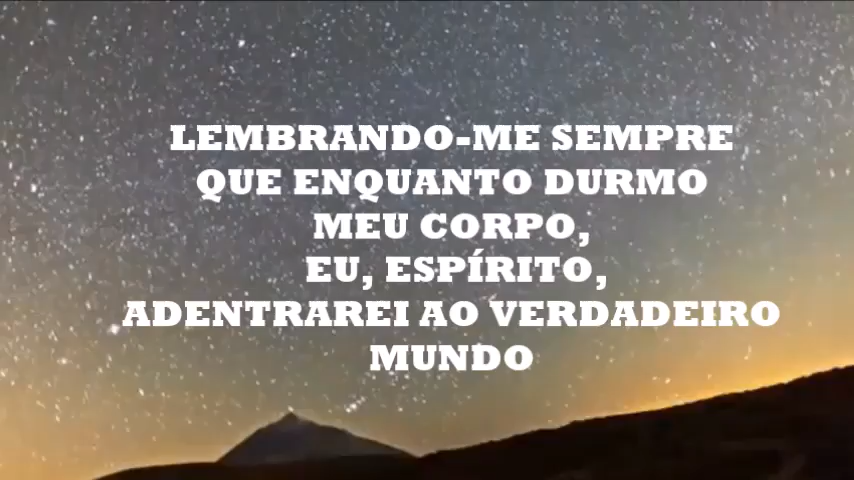 LEMBRANDO-ME SEMPRE
QUE ENQUANTO DURMO
MEU CORPO,
EU, ESPÍRITO,
ADENTRAREI AO VERDADEIRO
MUNDO